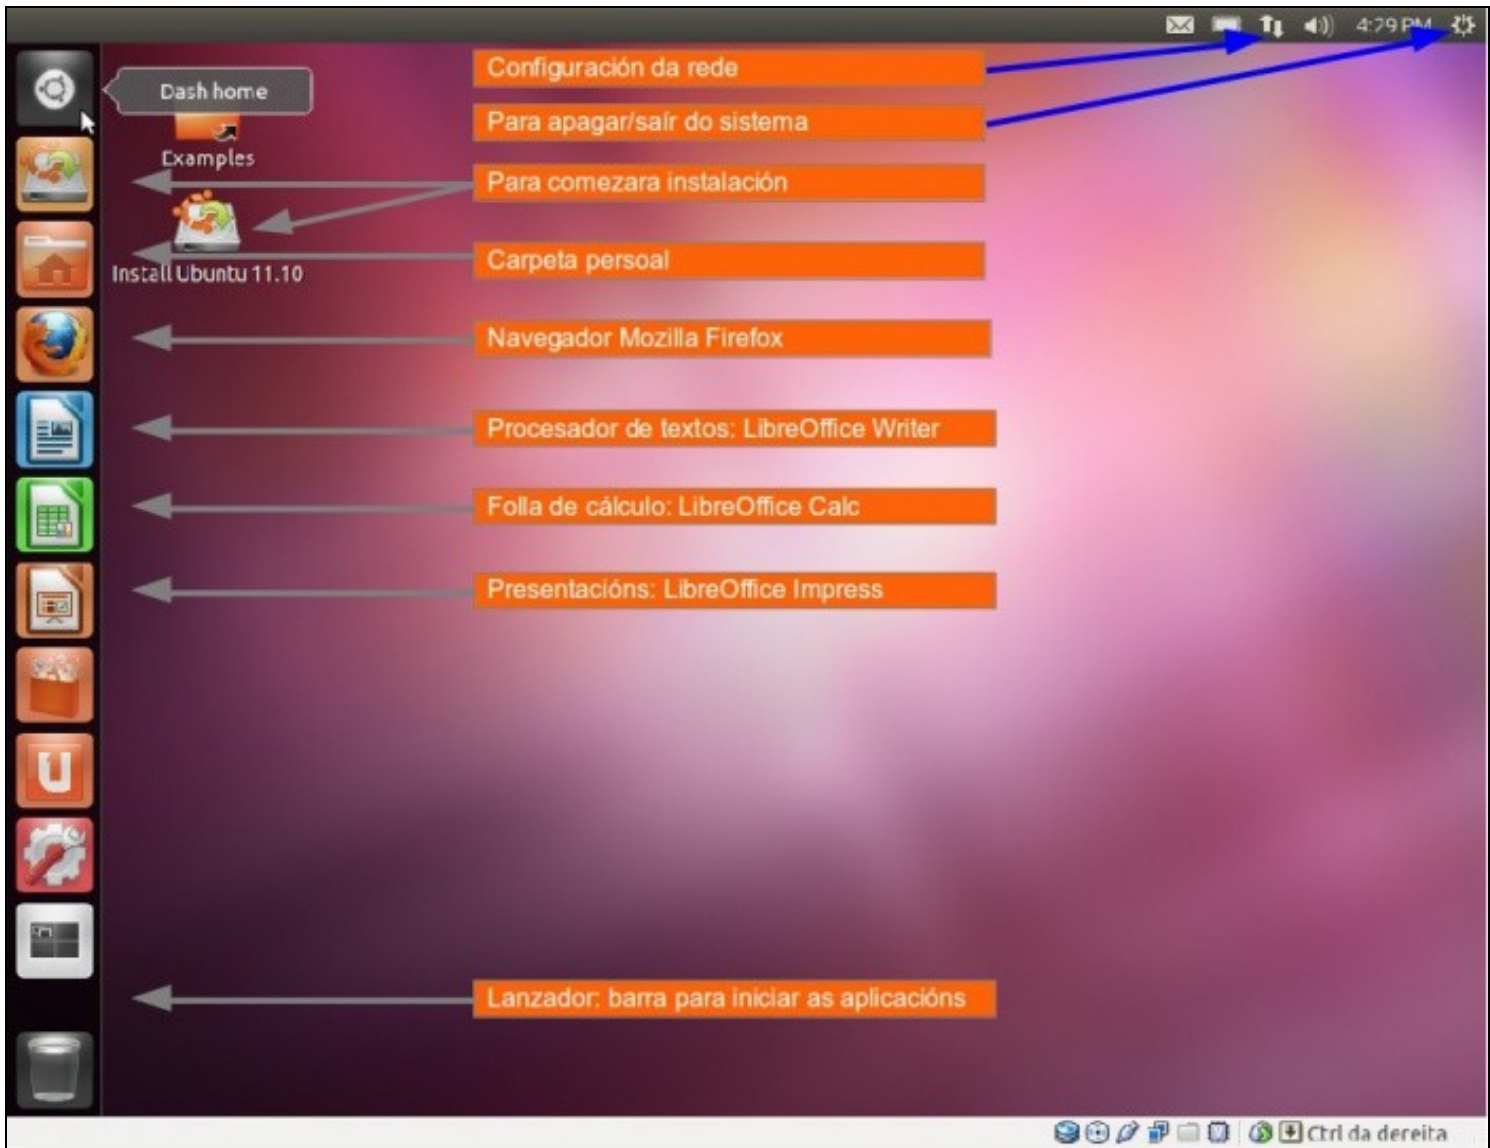 4:29 PM
Configuración da rede
Dash home
Para apagar/saír do sistema
Examples
Para comezara instalación
Carpeta persoal
Install Ubuntu 11.10
Navegador Mozilla Firefox
Procesador de textos: LibreOffice Writer
Folla de cálculo: LibreOffice Calc
Presentacións: LibreOffice Impress
U
Lanzador: barra para iniciar as aplicacións
Ctrl da dereita